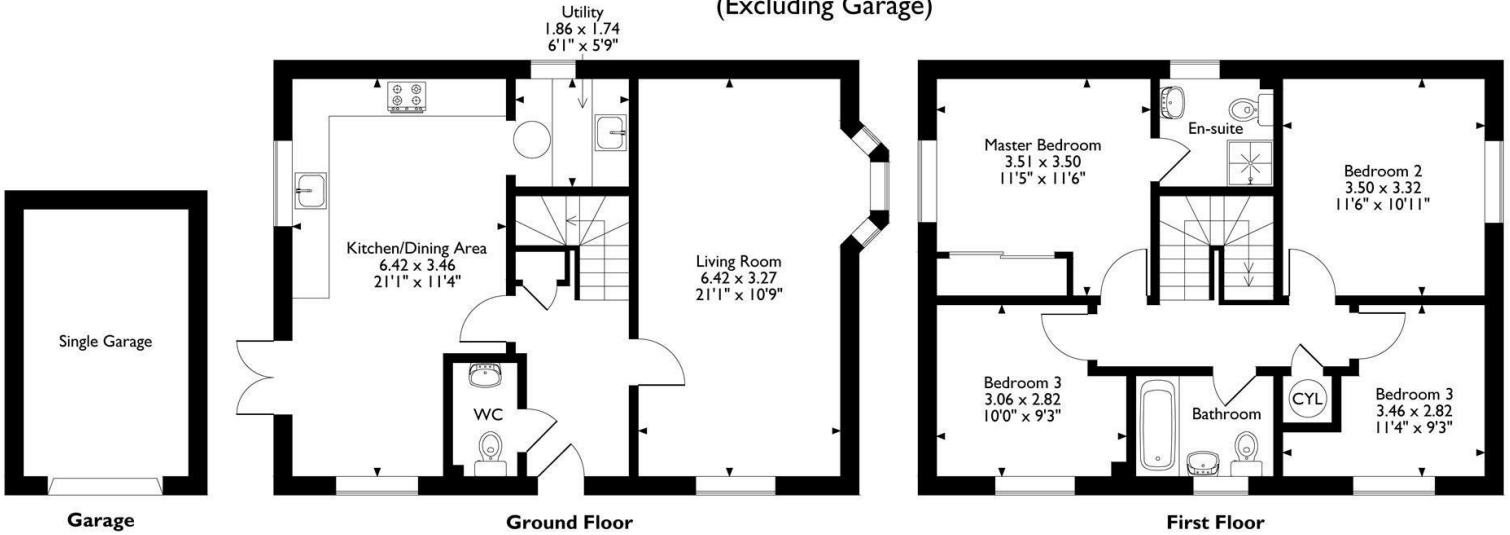 (Excluding Garage)
Utility
1.86 x 1.74
6'1" x 5'9"
Kitchen/Dining Area
6.42 x 3.46
21'1" x 11'4"
Living Room
6.42 x 3.27
21'1" x 10'9"
WC
Single Garage
Master Bedroom
3.51 x 3.50
11'5" x 11'6"
En-suite
Bedroom 2
3.50 x 3.32
11'6" x 10'11"
Bedroom 3
3.06 x 2.82
10'0" x 9'3"
Bathroom
CYL
Bedroom 3
3.46 x 2.82
11'4" x 9'3"
Garage
Ground Floor
First Floor